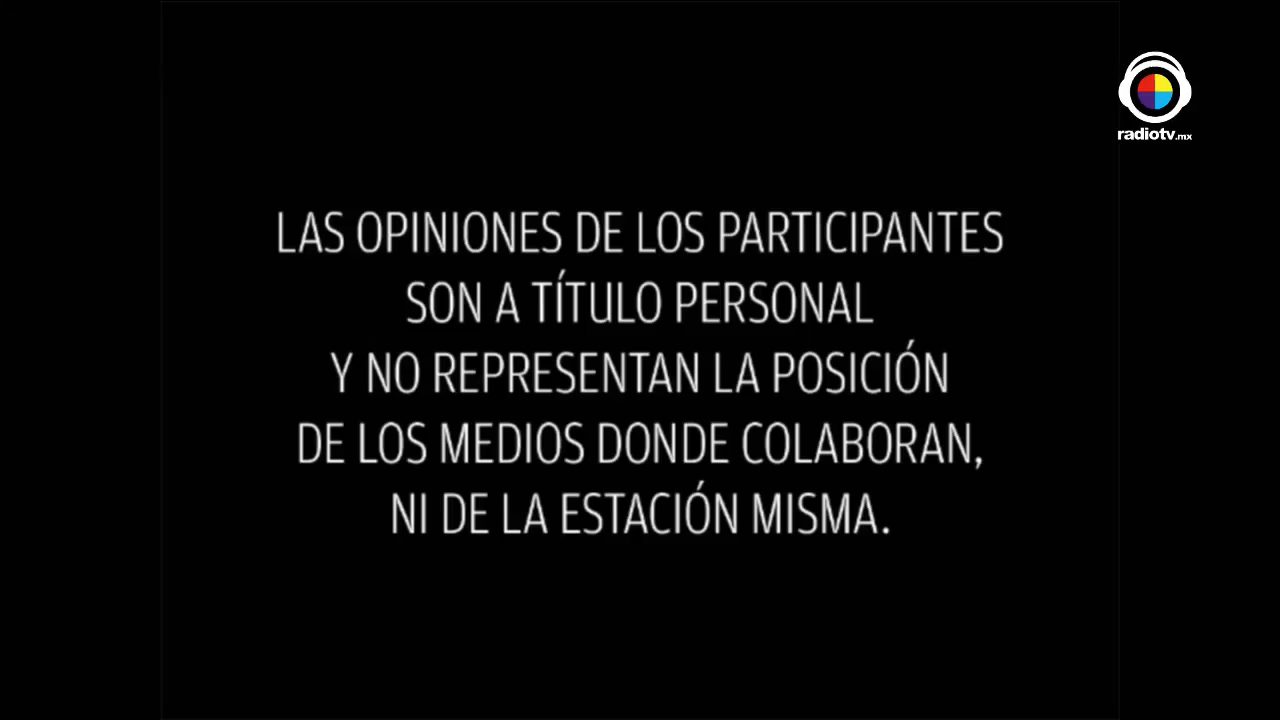 radiotv.mx
LAS OPINIONES DE LOS PARTICIPANTES
SON A TÍTULO PERSONAL
Y NO REPRESENTAN LA POSICIÓN
DE LOS MEDIOS DONDE COLABORAN,
NI DE LA ESTACIÓN MISMA.